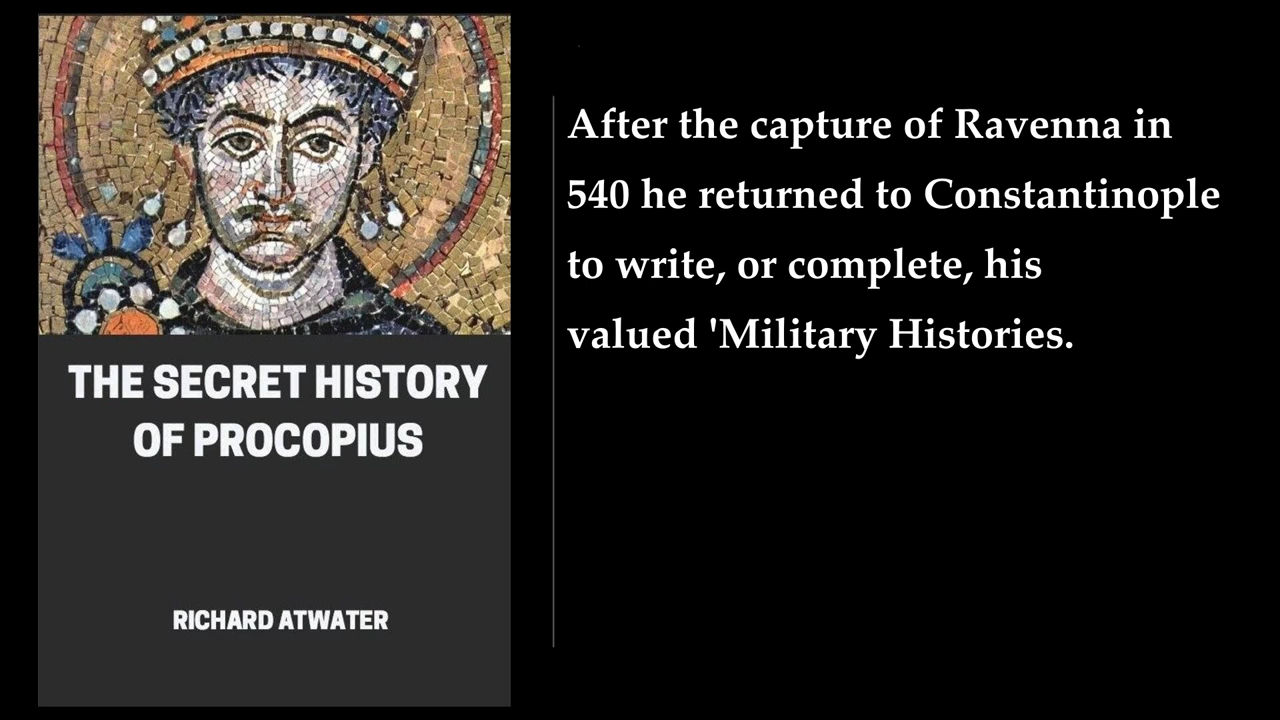 THE SECRET HISTORY
OF PROCOPIUS
RICHARD ATWATER
After the capture of Ravenna in
540 he returned to Constantinople
to write, or complete, his
valued 'Military Histories.